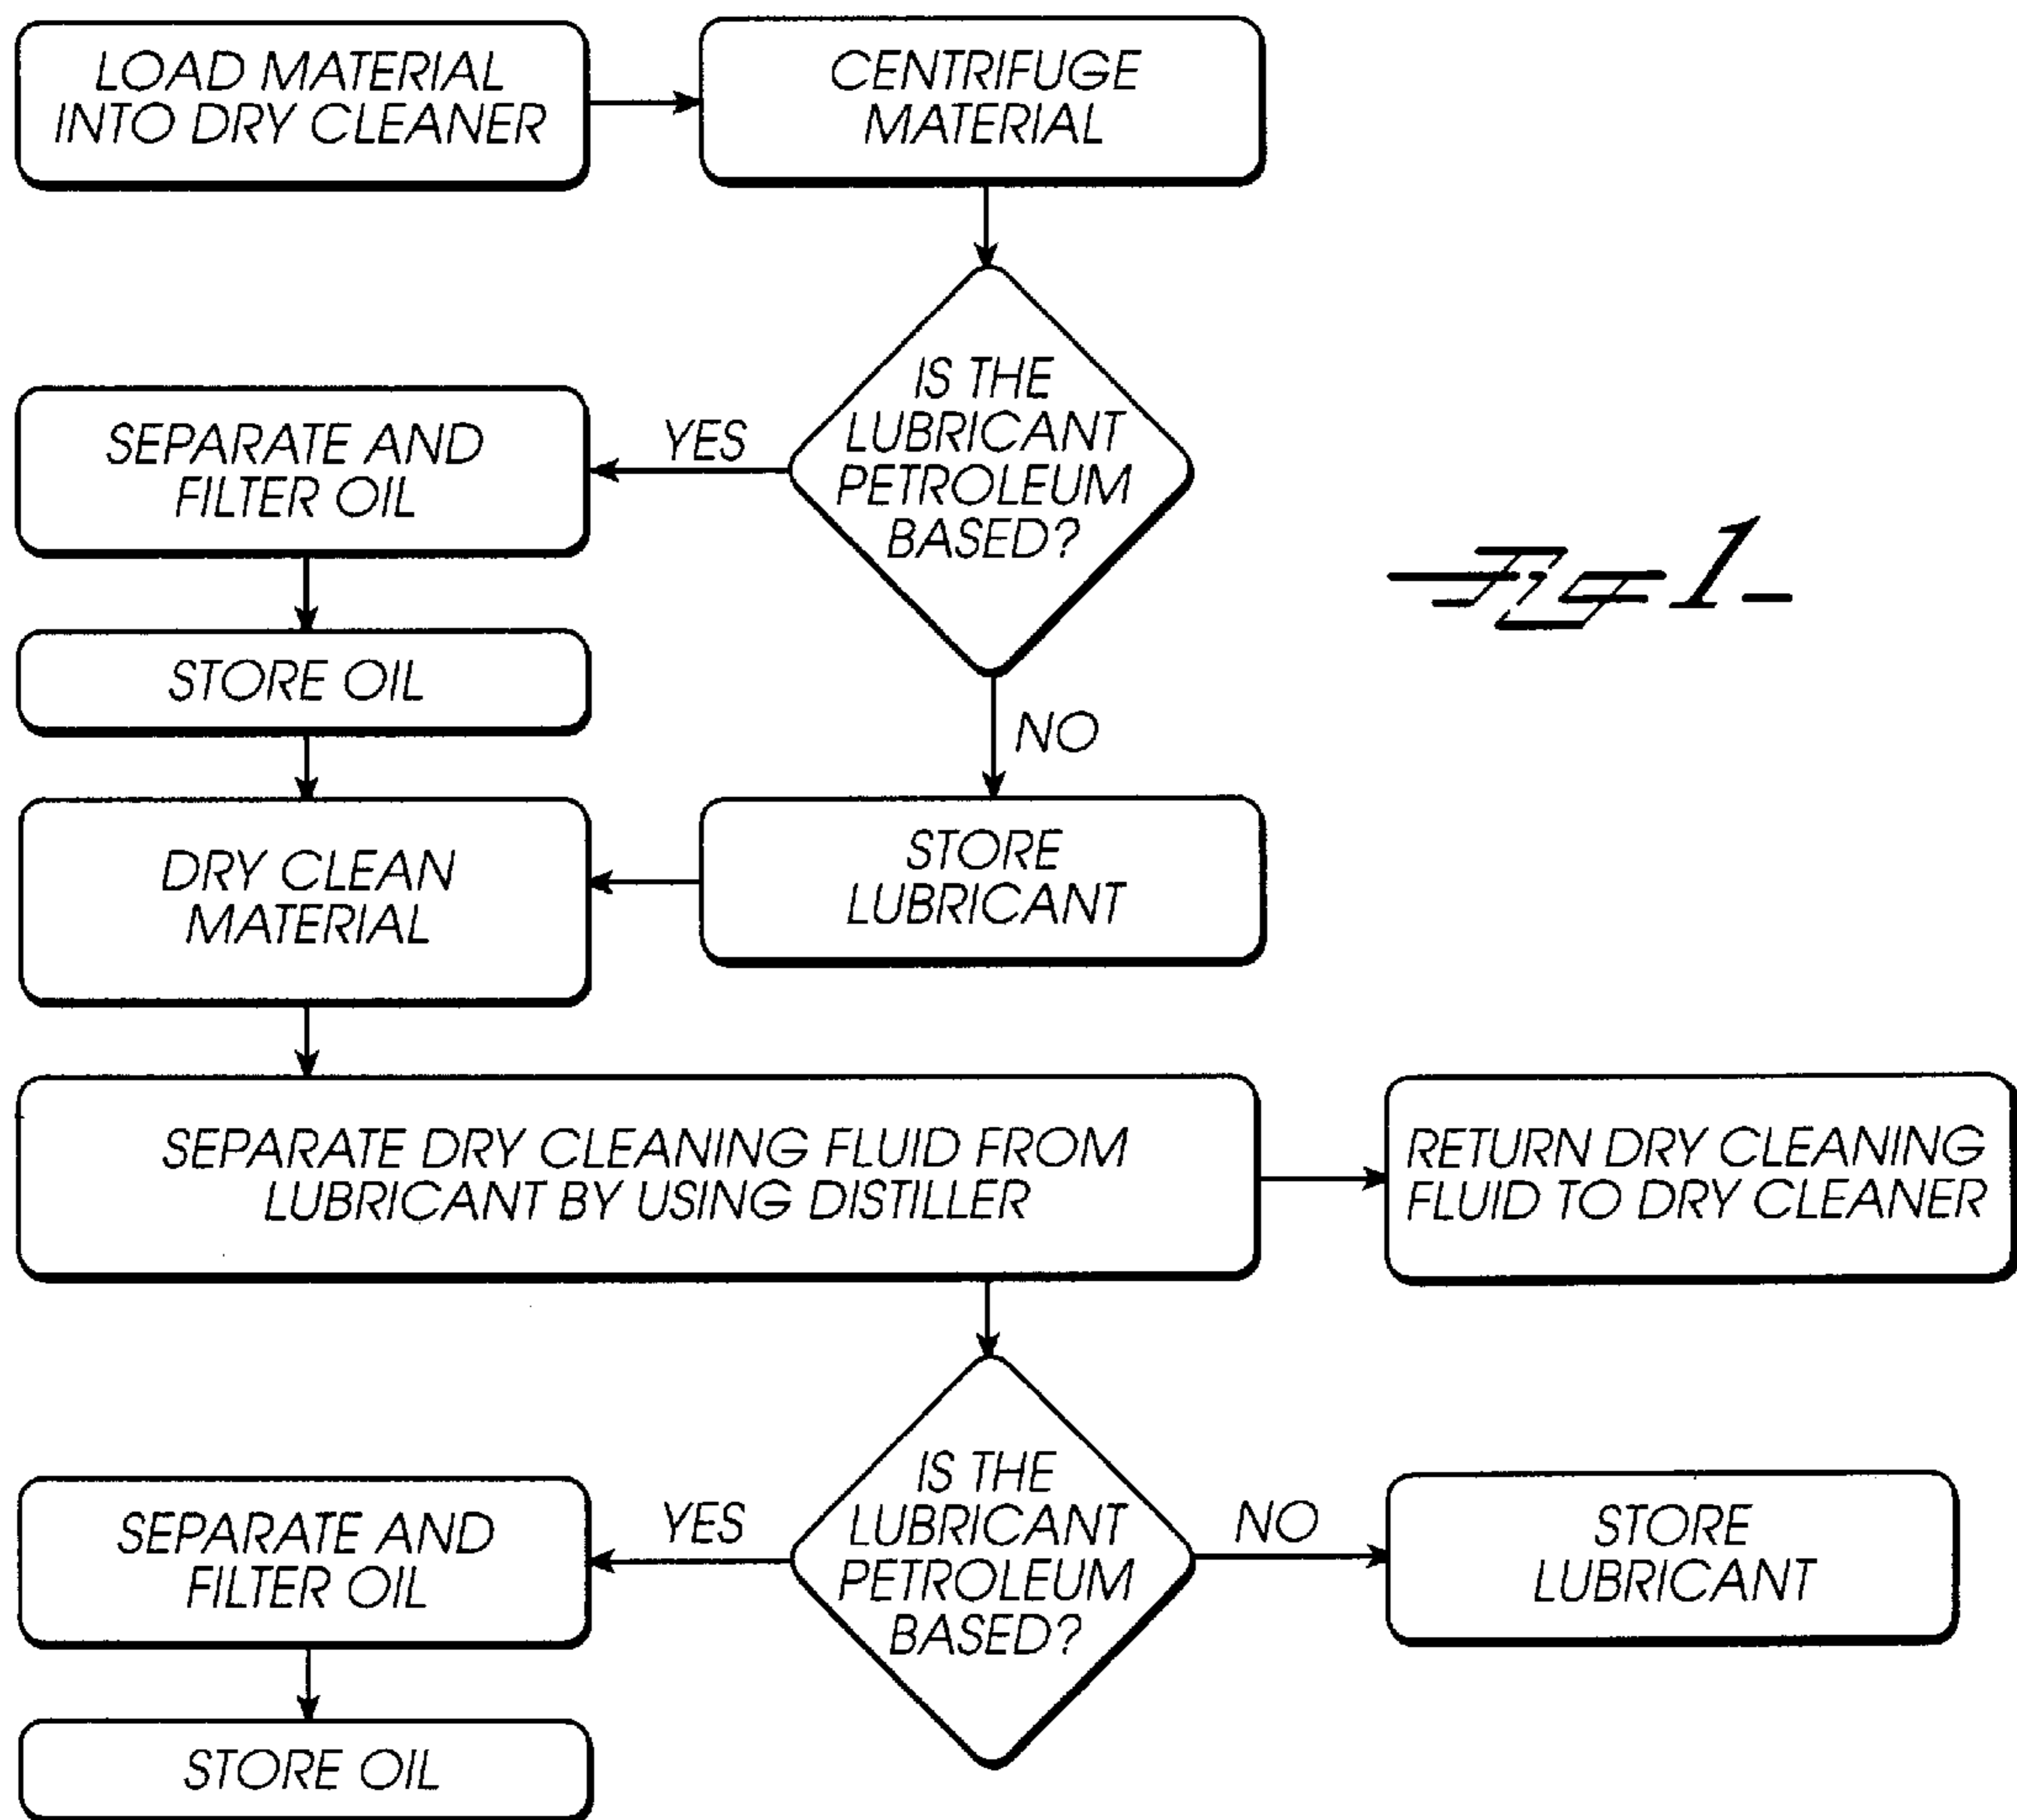 LOAD MATERIAL
INTO DRY CLEANER
CENTRIFUGE
MATERIAL
IS THE
LUBRICANT
PETROLEUM
BASED?
YES
SEPARATE AND
FILTER OIL
Fig-1-
STORE OIL
NO
DRY CLEAN
MATERIAL
STORE
LUBRICANT
SEPARATE DRY CLEANING FLUID FROM
LUBRICANT BY USING DISTILLER
RETURN DRY CLEANING
FLUID TO DRY CLEANER
IS THE
LUBRICANT
PETROLEUM
BASED?
YES
NO
SEPARATE AND
FILTER OIL
STORE
LUBRICANT
STORE OIL